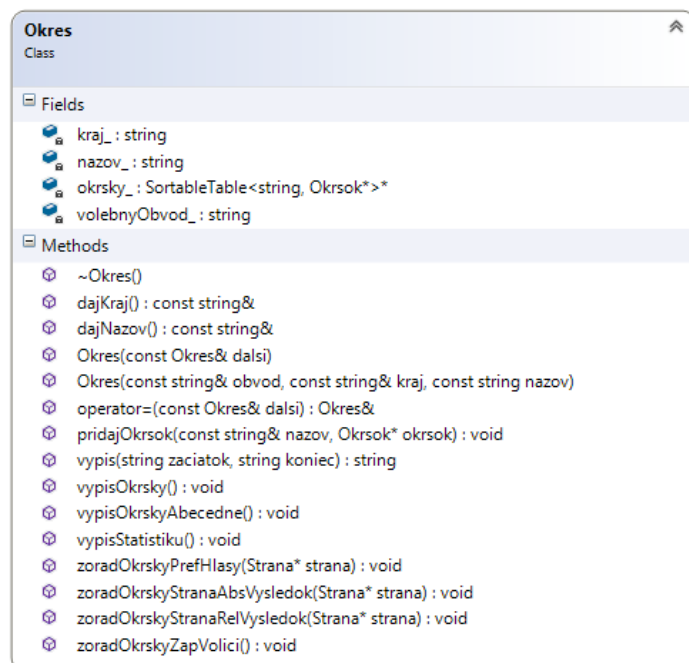 Okres
Class
Fields
kraj_ : string
nazov_ : string
okrsky_ : SortableTable<string, Okrsok*>*
volebnyObvod_ : string
Methods
~Okres()
dajKraj() : const string&
dajNazov() : const string&
Okres(const Okres& dalsi)
Okres(const string& obvod, const string& kraj, const string nazov)
operator=(const Okres& dalsi) : Okres&
pridajOkrsok(const string& nazov, Okrsok* okrsok) : void
vypis(string zaciatok, string koniec) : string
vypisOkrsky() : void
vypisOkrskyAbecedne() : void
vypisStatistiku() : void
zoradOkrskyPrefHlasy(Strana* strana) : void
zoradOkrskyStranaAbsVysledok(Strana* strana) : void
zoradOkrskyStranaRelVysledok(Strana* strana) : void
zoradOkrskyZapVolici() : void